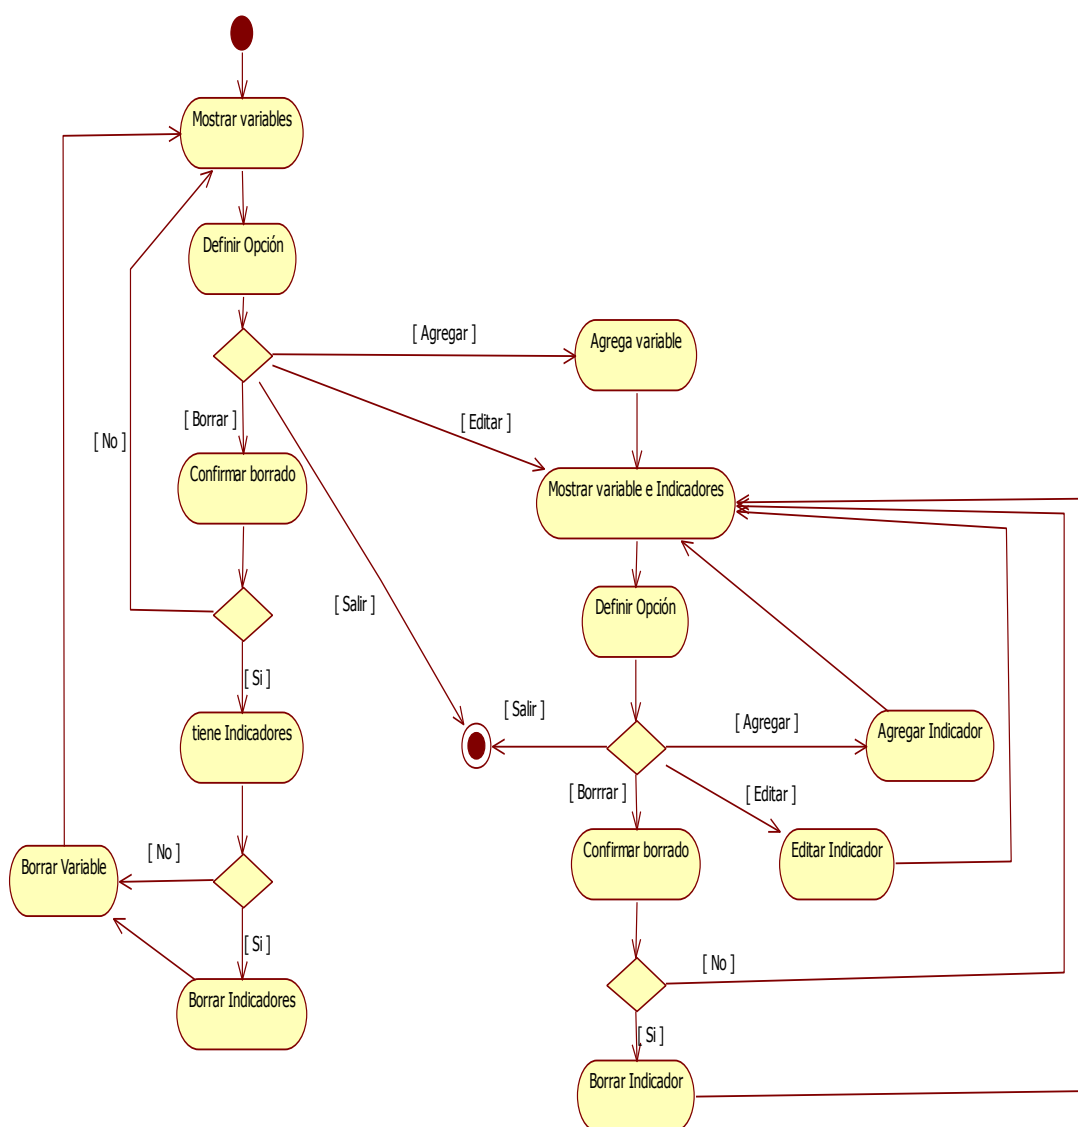 Mostrar variables
Definir Opción
[ Agregar ]
Agrega variable
[ Borrar ]
[ Editar ]
[ No ]
Confirmar borrado
Mostrar variable e Indicadores
[ Salir ]
Definir Opción
[ Si ]
tiene Indicadores
[ Salir ]
[ Agregar ]
Agregar Indicador
[ Borrrar ]
[ Editar ]
[ No ]
Borrar Variable
Confirmar borrado
Editar Indicador
[ Si ]
[ No ]
Borrar Indicadores
[ Si ]
Borrar Indicador